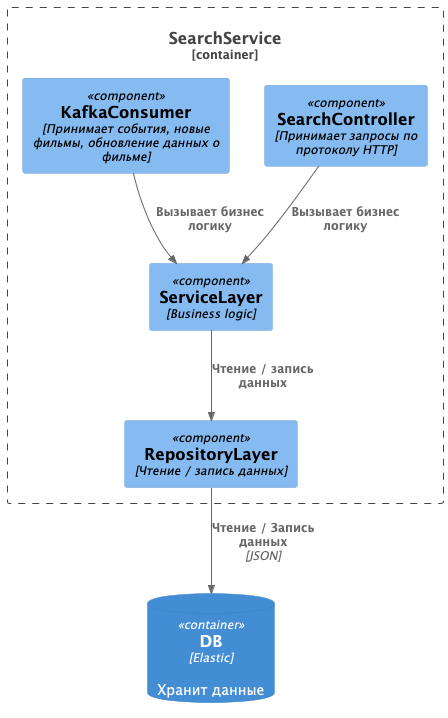 SearchService
[container]
«component»
KafkaConsumer
[Принимает события, новые
фильмы, обновление данных о
фильме]
«component»
SearchController
[Принимает запросы по
протоколу HTTP]
Вызывает бизнес
логику
Вызывает бизнес
логику
«component»
ServiceLayer
[Business logic]
Чтение / запись
данных
«component»
RepositoryLayer
[Чтение / запись данных]
Чтение / Запись
данных
[JSON]
«container»
DB
[Elastic]
Хранит данные